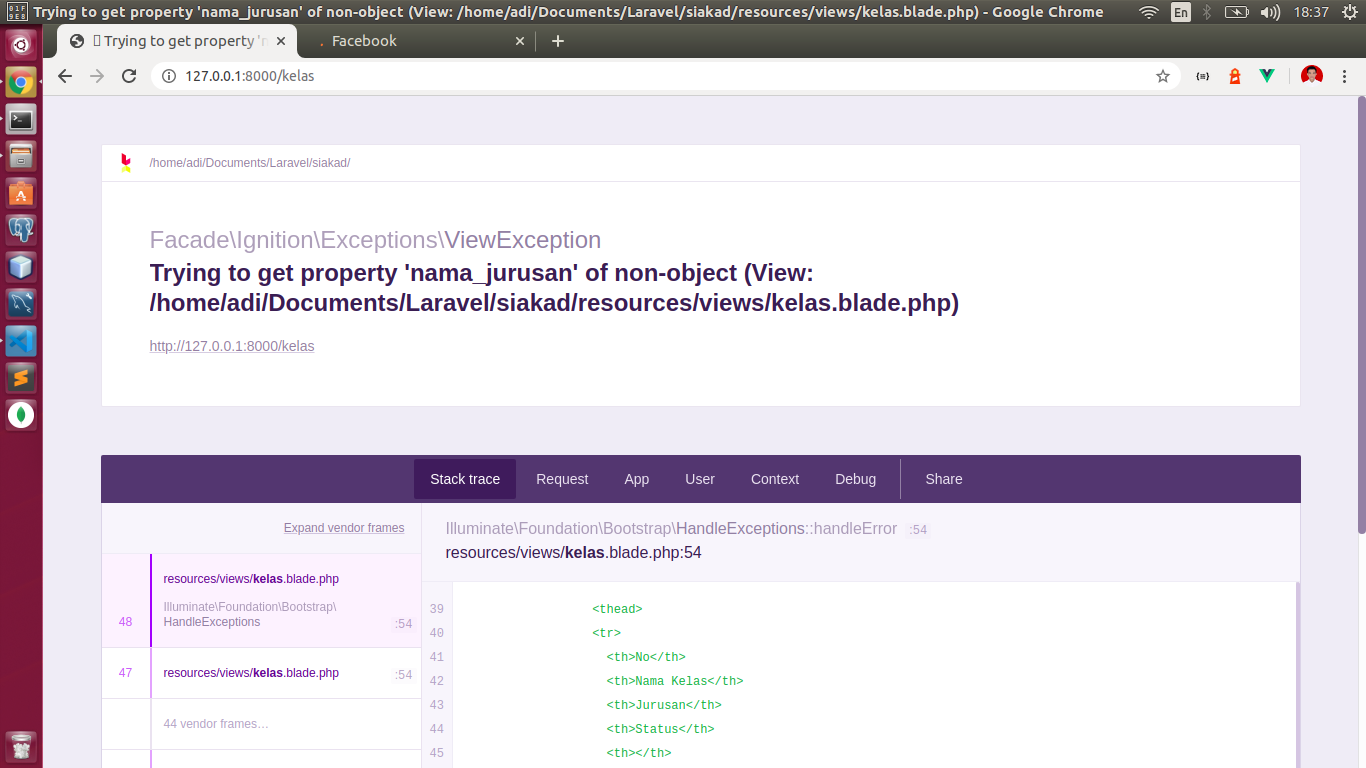 Trying to get property 'nama_jurusan' of non-object (View: /home/adi/Documents/Laravel/siakad/resources/views/kelas.blade.php) - Google Chrome
En
18:37
Trying to get property 'n
Facebook
127.0.0.1:8000/kelas
/home/adi/Documents/Laravel/siakad/
Facade\Ignition\Exceptions\ViewException
Trying to get property 'nama_jurusan' of non-object (View:
/home/adi/Documents/Laravel/siakad/resources/views/kelas.blade.php)
http://127.0.0.1:8000/kelas
Stack trace
Request
App
User
Context
Debug
Share
Expand vendor frames
resources/views/kelas.blade.php
Illuminate\Foundation\Bootstrap\
48 HandleExceptions :54
47 resources/views/kelas.blade.php :54
44 vendor frames…
Illuminate\Foundation\Bootstrap\HandleExceptions::handleError :54
resources/views/kelas.blade.php:54
39 <thead>
40 <tr>
41 <th>No</th>
42 <th>Nama Kelas</th>
43 <th>Jurusan</th>
44 <th>Status</th>
45 <th></th>